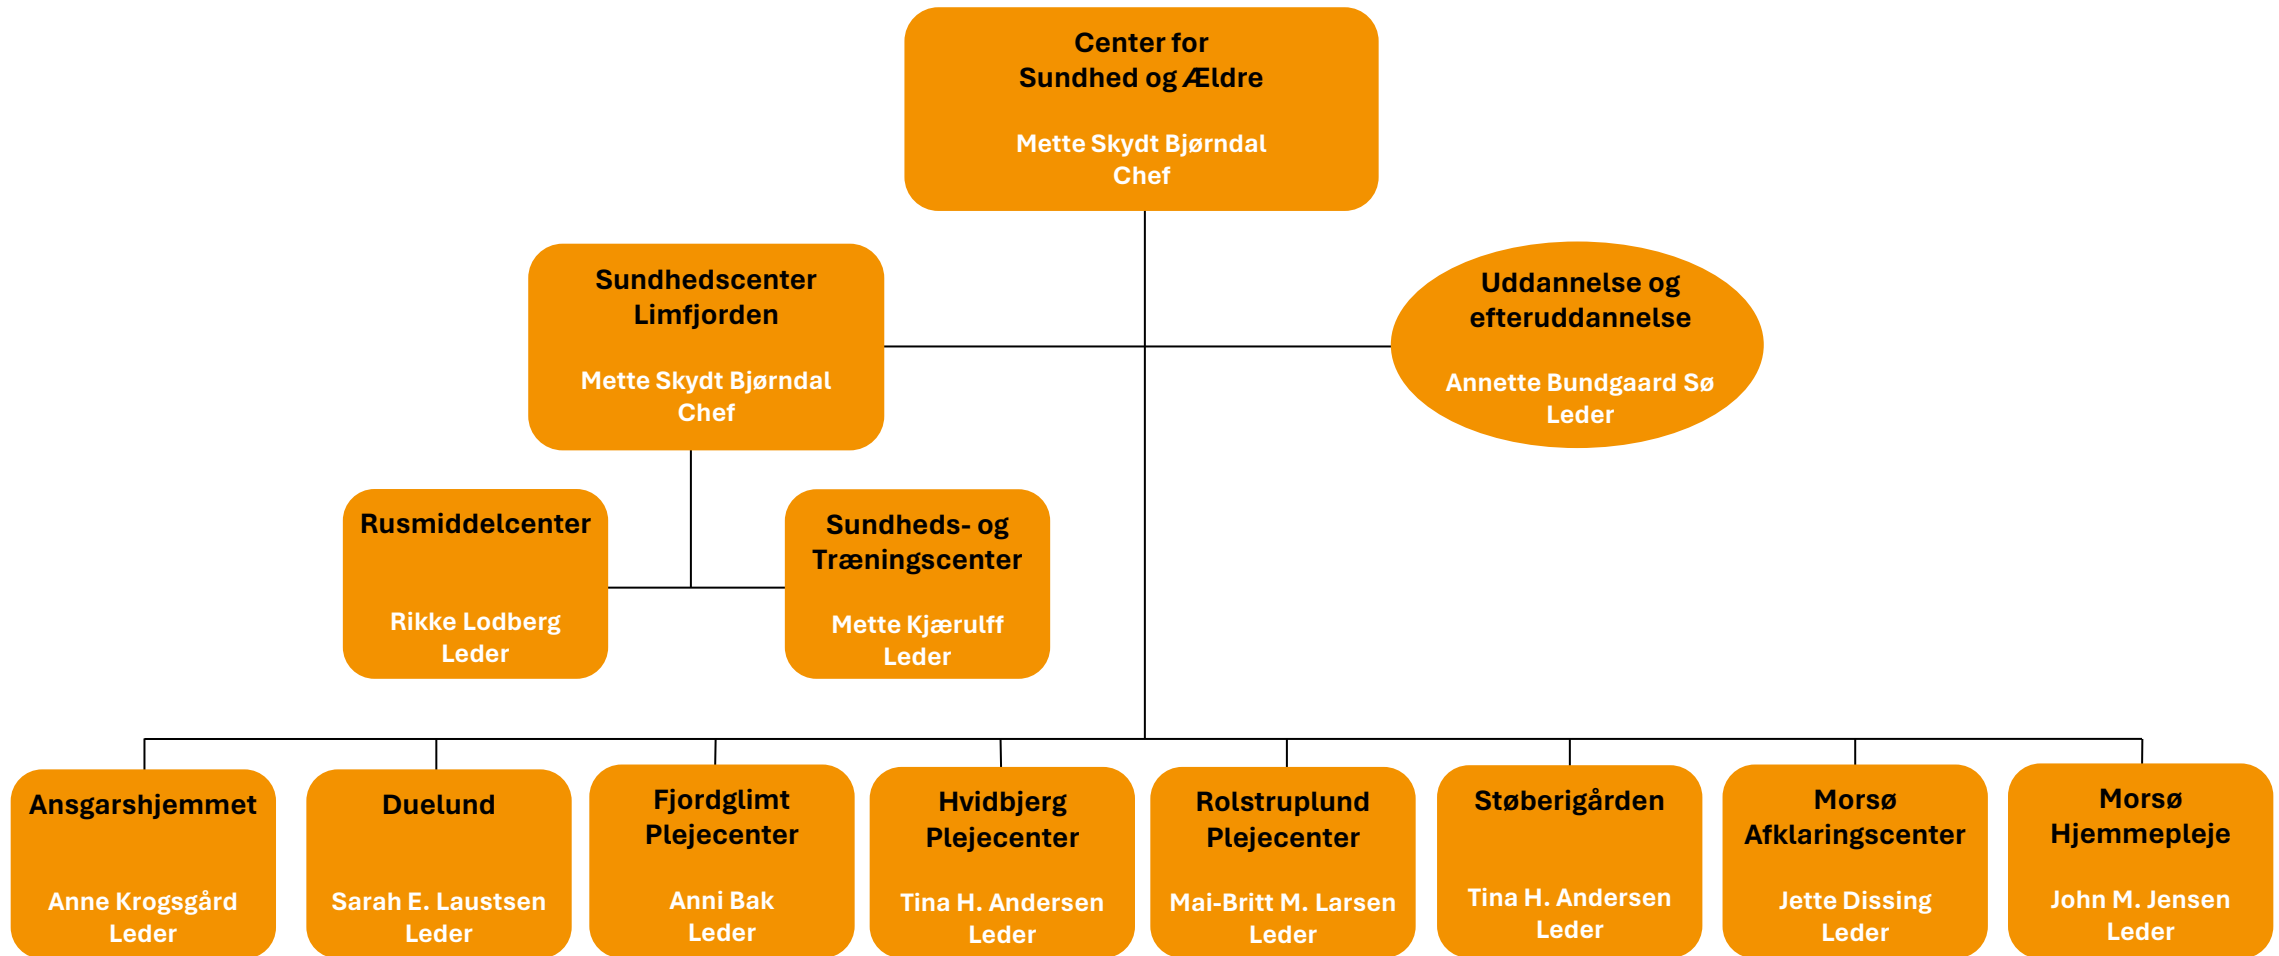 Center for
Sundhed og Ældre
Mette Skydt Bjørndal
Chef
Sundhedscenter
Limfjorden
Mette Skydt Bjørndal
Chef
Uddannelse og
efteruddannelse
Annette Bundgaard Sø
Leder
Rusmiddelcenter
Rikke Lodberg
Leder
Sundheds- og
Træningscenter
Mette Kjærulff
Leder
Ansgarshjemmet
Anne Krogsgård
Leder
Duelund
Sarah E. Laustsen
Leder
Fjordglimt
Plejecenter
Anni Bak
Leder
Hvidbjerg
Plejecenter
Tina H. Andersen
Leder
Rolstruplund
Plejecenter
Mai-Britt M. Larsen
Leder
Støberigården
Tina H. Andersen
Leder
Morsø
Afklaringscenter
Jette Dissing
Leder
Morsø
Hjemmepleje
John M. Jensen
Leder